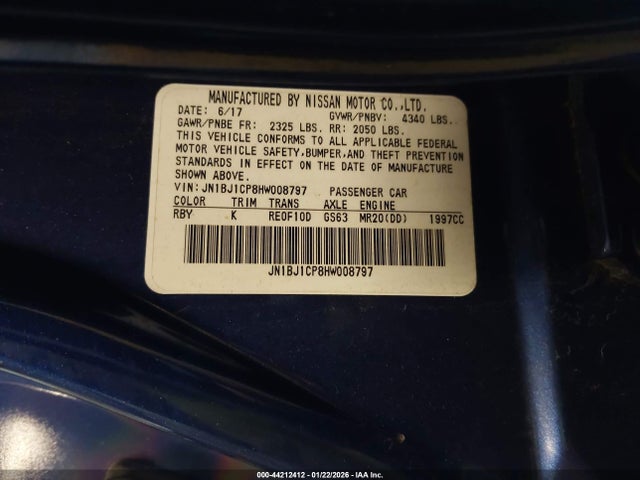 MANUFACTURED BY NISSAN MOTOR CO.,LTD.
DATE: 6/17 GVWR/PNBV: 4340 LBS.
GAWR/PNBE FR: 2325 LBS. RR: 2050 LBS.
THIS VEHICLE CONFORMS TO ALL APPLICABLE FEDERAL
MOTOR VEHICLE SAFETY,BUMPER,AND THEFT PREVENTION
STANDARDS IN EFFECT ON THE DATE OF MANUFACTURE
SHOWN ABOVE.
VIN: JN1BJ1CP8HW008797 PASSENGER CAR
COLOR TRIM TRANS AXLE ENGINE
RBY K RE0F10D GS63 MR20(DD) 1997CC
JN1BJ1CP8HW008797
000-44212412 - 01/22/2026 - IAA Inc.